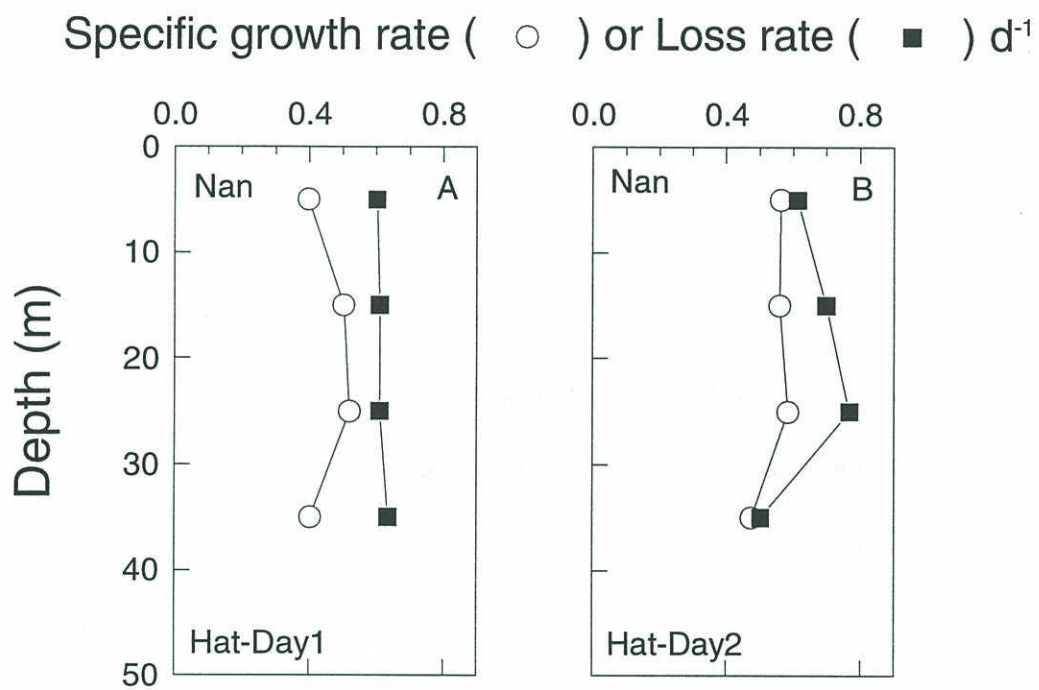 Specific growth rate ( ○ ) or Loss rate ( ■ ) d⁻¹
0.0 0.4 0.8 0.0 0.4 0.8
0
Nan A Nan B
10
20
Depth (m)
30
40
Hat-Day1 Hat-Day2
50